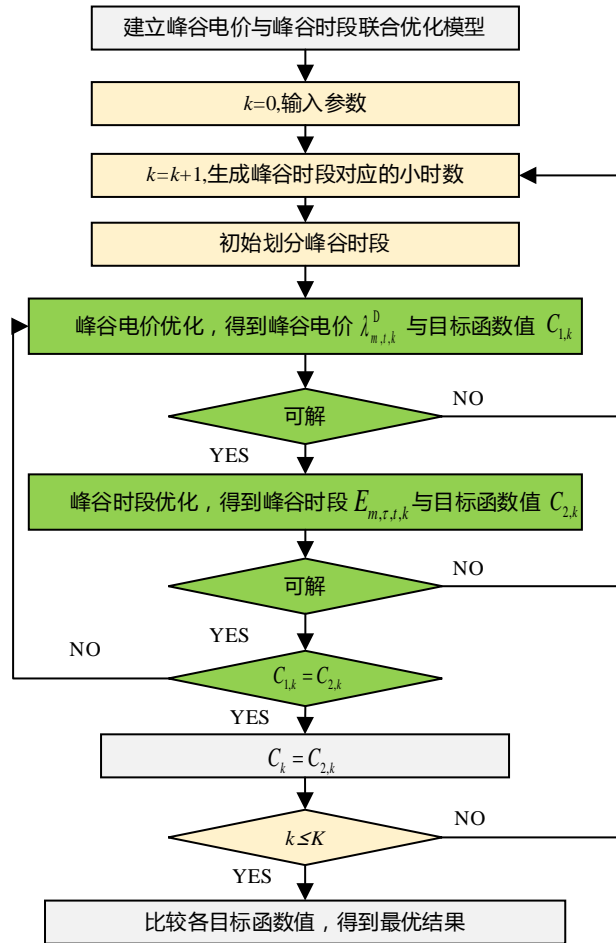 建立峰谷电价与峰谷时段联合优化模型
k=0,输入参数
k=k+1,生成峰谷时段对应的小时数
初始划分峰谷时段
峰谷电价优化，得到峰谷电价 λ^D_{m,t,k} 与目标函数值 C_{1,k}
可解
NO
YES
峰谷时段优化，得到峰谷时段 E_{m,τ,t,k} 与目标函数值 C_{2,k}
可解
NO
YES
NO
C_{1,k} = C_{2,k}
YES
C_k = C_{2,k}
k≤K
NO
YES
比较各目标函数值，得到最优结果